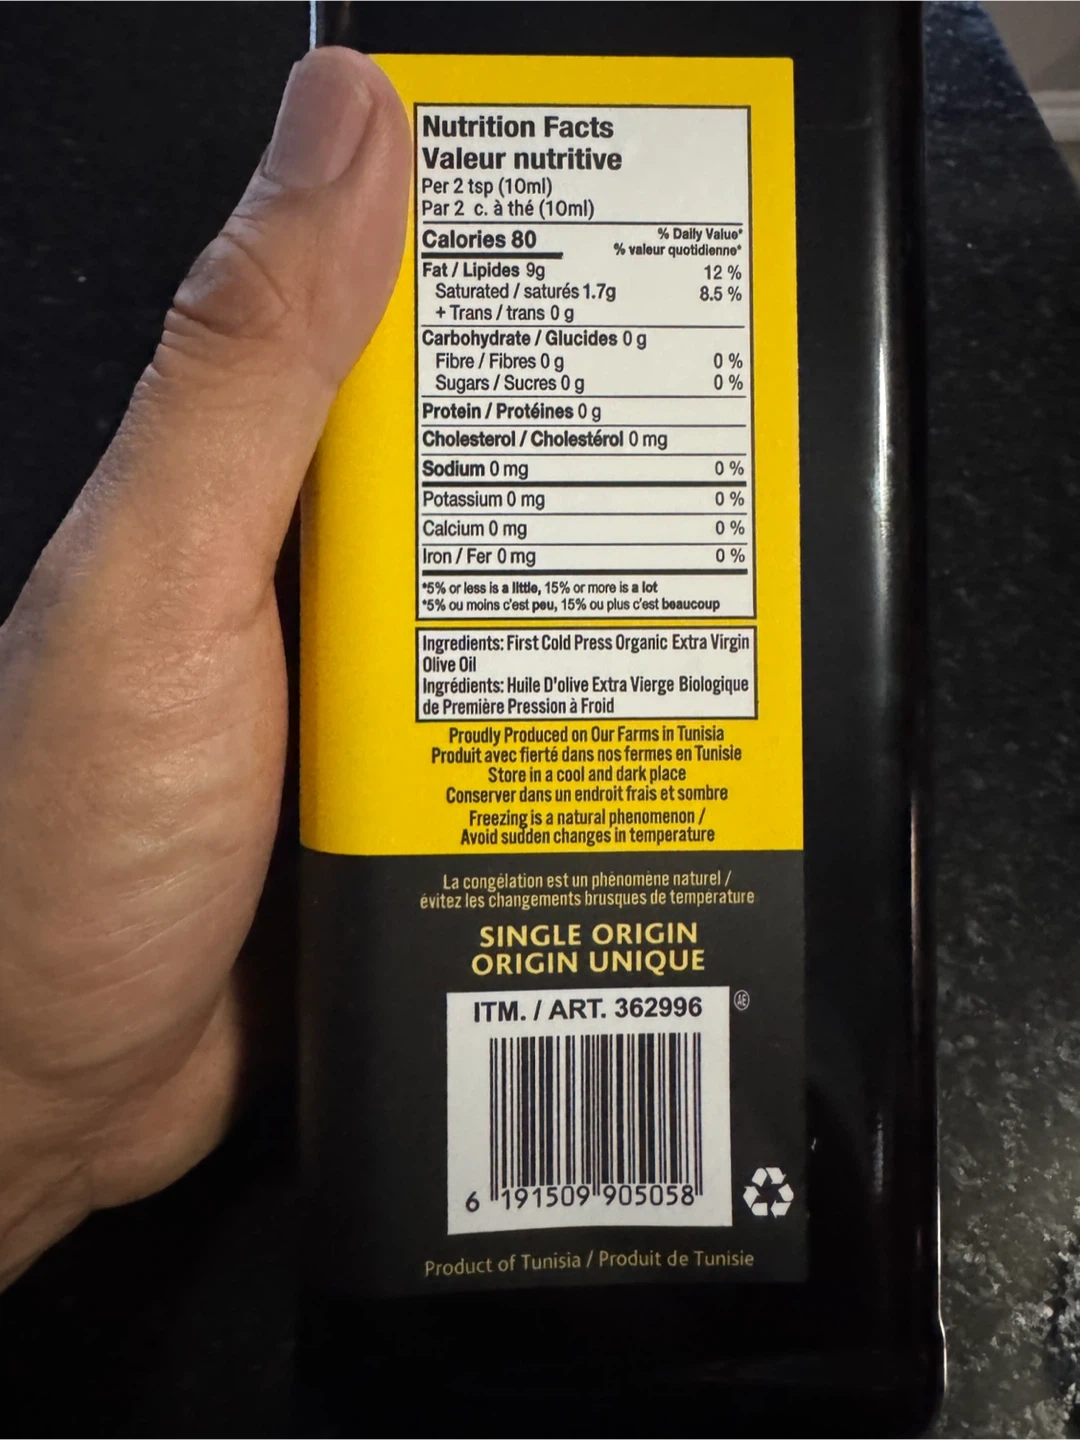 Nutrition Facts
Valeur nutritive
Per 2 tsp (10ml)
Par 2 c. à thé (10ml)
Calories 80
% Daily Value*
% valeur quotidienne*
Fat / Lipides 9g 12 %
Saturated / saturés 1.7g 8.5 %
+ Trans / trans 0 g
Carbohydrate / Glucides 0 g
Fibre / Fibres 0 g 0 %
Sugars / Sucres 0 g 0 %
Protein / Protéines 0 g
Cholesterol / Cholestérol 0 mg
Sodium 0 mg 0 %
Potassium 0 mg 0 %
Calcium 0 mg 0 %
Iron / Fer 0 mg 0 %
*5% or less is a little, 15% or more is a lot
*5% ou moins c'est peu, 15% ou plus c'est beaucoup
Ingredients: First Cold Press Organic Extra Virgin
Olive Oil
Ingrédients: Huile D'olive Extra Vierge Biologique
de Première Pression à Froid
Proudly Produced on Our Farms in Tunisia
Produit avec fierté dans nos fermes en Tunisie
Store in a cool and dark place
Conserver dans un endroit frais et sombre
Freezing is a natural phenomenon /
Avoid sudden changes in temperature
La congélation est un phénomène naturel /
évitez les changements brusques de température
SINGLE ORIGIN
ORIGIN UNIQUE
ITM. / ART. 362996
AE
6 191509 905058
Product of Tunisia / Produit de Tunisie